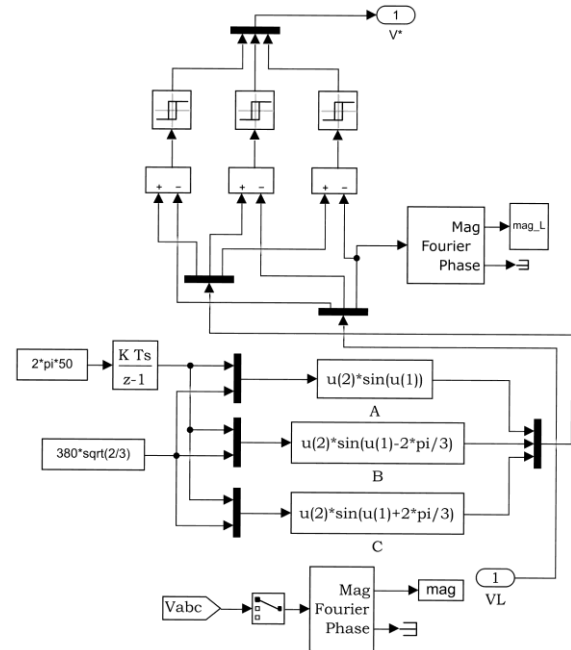 1
V*
+ −
+ −
+ −
Mag
Fourier
Phase
mag_L
2*pi*50
K Ts
z-1
u(2)*sin(u(1))
A
380*sqrt(2/3)
u(2)*sin(u(1)-2*pi/3)
B
u(2)*sin(u(1)+2*pi/3)
C
1
VL
Vabc
Mag
Fourier
Phase
mag